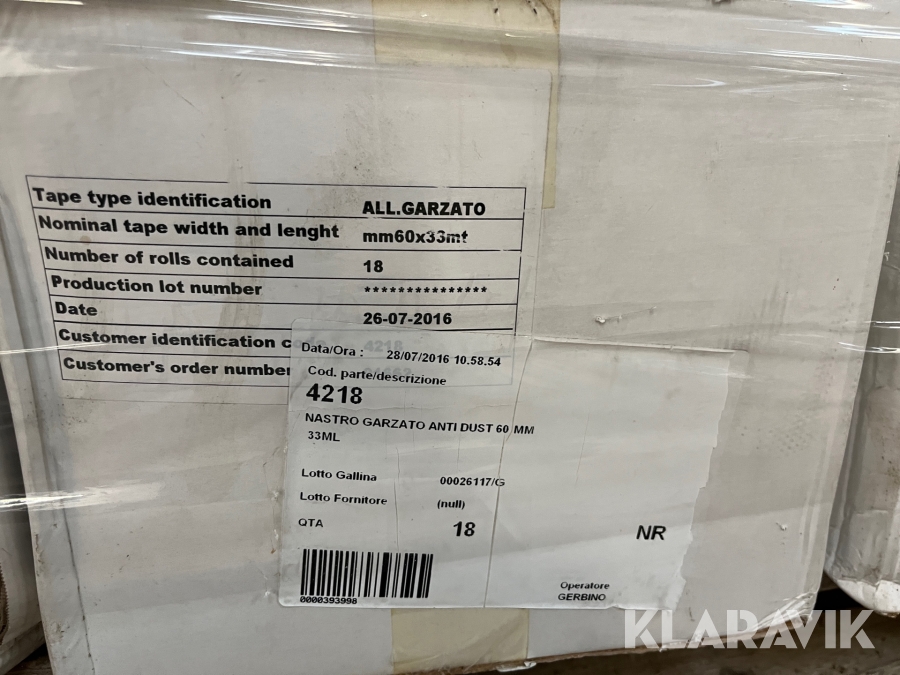 Tape type identification ALL.GARZATO
Nominal tape width and lenght mm60x33mt
Number of rolls contained 18
Production lot number ***************
Date 26-07-2016
Customer identification c 4218
Customer's order number
Data/Ora : 28/07/2016 10.58.54
Cod. parte/descrizione
4218
NASTRO GARZATO ANTI DUST 60 MM
33ML
Lotto Gallina 00026117/G
Lotto Fornitore (null)
QTA 18
NR
Operatore
GERBINO
0000393998
KLARAVIK